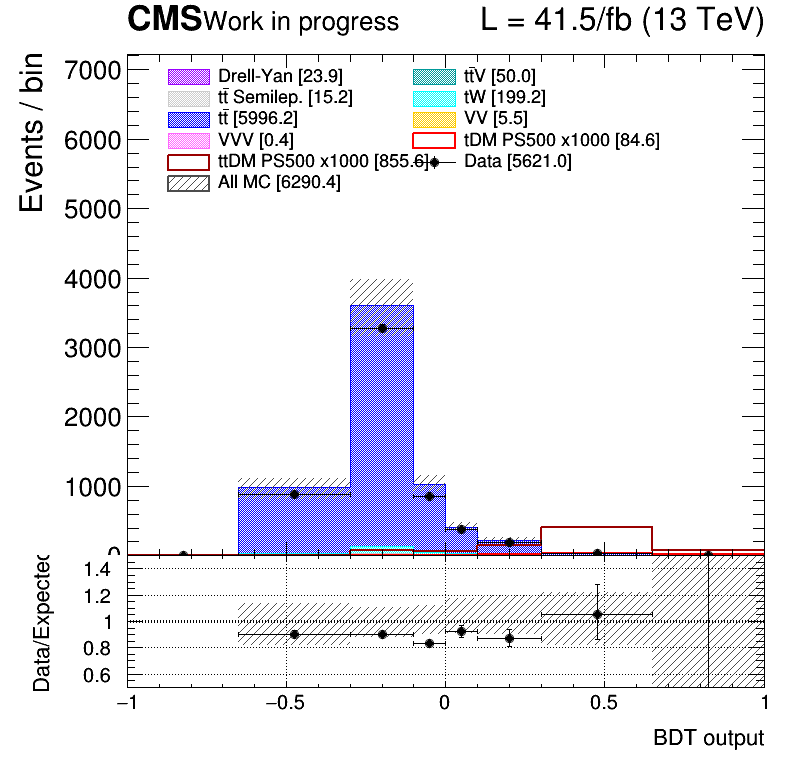 CMS Work in progress L = 41.5/fb (13 TeV)
Events / bin
7000
6000
5000
4000
3000
2000
1000
0
Drell-Yan [23.9] tt̄V [50.0]
tt̄ Semilep. [15.2] tW [199.2]
tt̄ [5996.2] VV [5.5]
VVV [0.4] tDM PS500 x1000 [84.6]
ttDM PS500 x1000 [855.6] Data [5621.0]
All MC [6290.4]
Data/Expected
1.4
1.2
1
0.8
0.6
−1 −0.5 0 0.5 1
BDT output